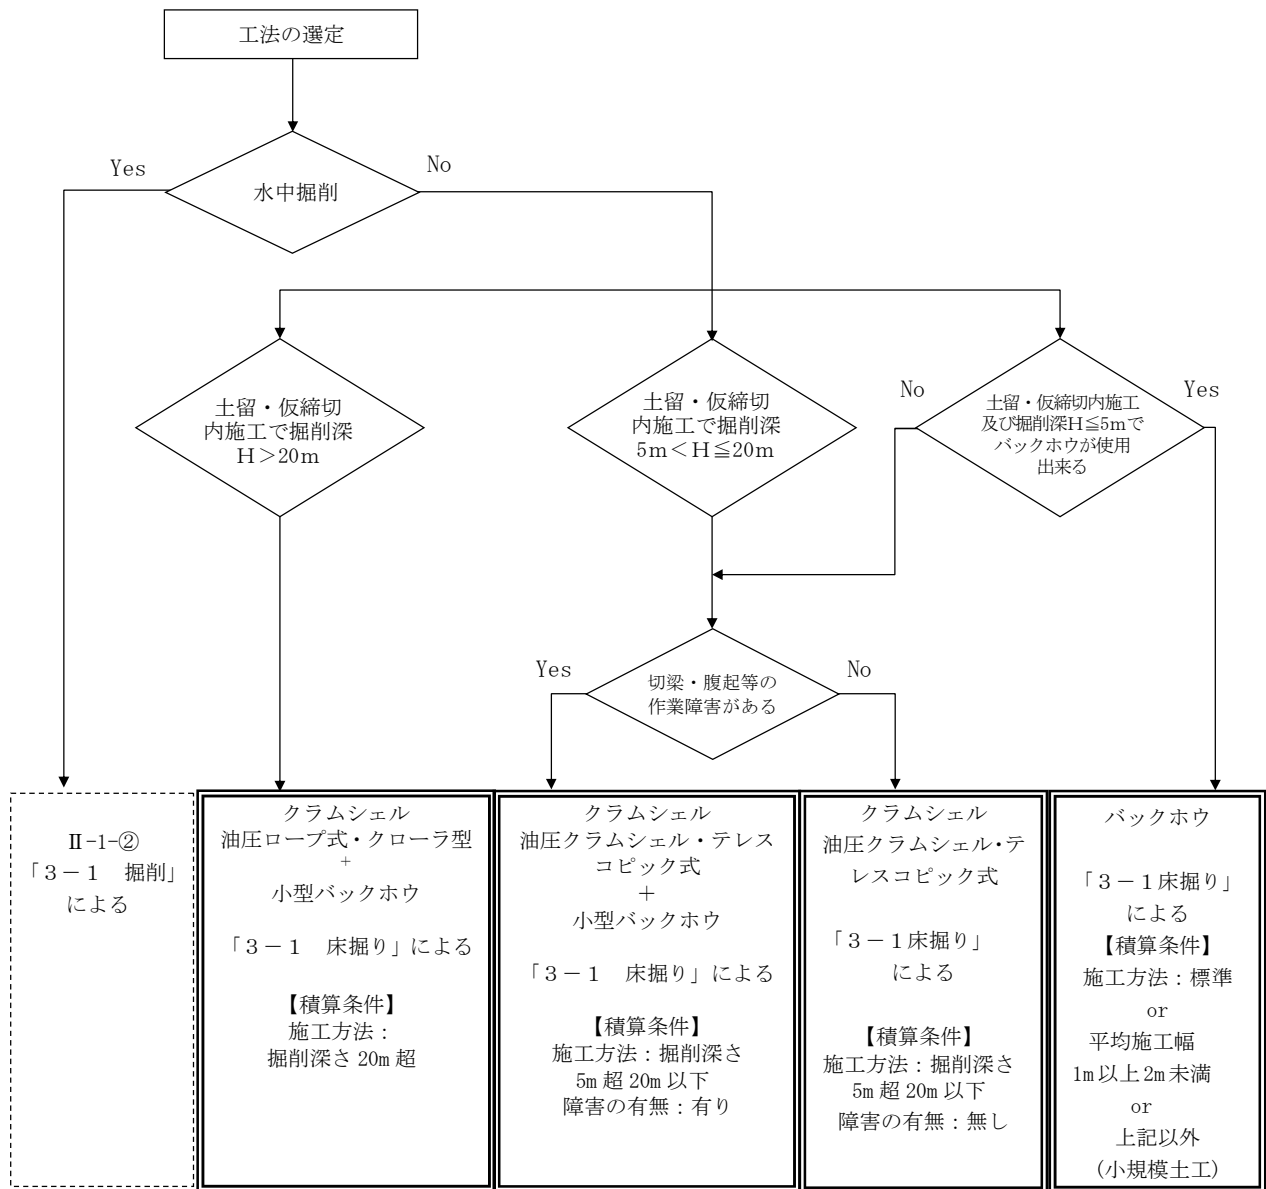 工法の選定
Yes
No
水中掘削
土留・仮締切
内施工で掘削深
Ｈ＞20ｍ
土留・仮締切
内施工で掘削深
5ｍ＜Ｈ≦20ｍ
No
Yes
土留・仮締切内施工
及び掘削深Ｈ≦5ｍで
バックホウが使用
出来る
Yes
No
切梁・腹起等の
作業障害がある
Ⅱ-1-②
「３－１　掘削」
による
クラムシェル
油圧ロープ式・クローラ型
+
小型バックホウ
「３－１　床掘り」による
【積算条件】
施工方法：
掘削深さ 20m 超
クラムシェル
油圧クラムシェル・テレス
コピック式
＋
小型バックホウ
「３－１　床掘り」による
【積算条件】
施工方法：掘削深さ
5m 超 20m 以下
障害の有無：有り
クラムシェル
油圧クラムシェル・テ
レスコピック式
「３－１床掘り」
による
【積算条件】
施工方法：掘削深さ
5m 超 20m 以下
障害の有無：無し
バックホウ
「３－１床掘り」
による
【積算条件】
施工方法：標準
or
平均施工幅
1m 以上 2m 未満
or
上記以外
(小規模土工)